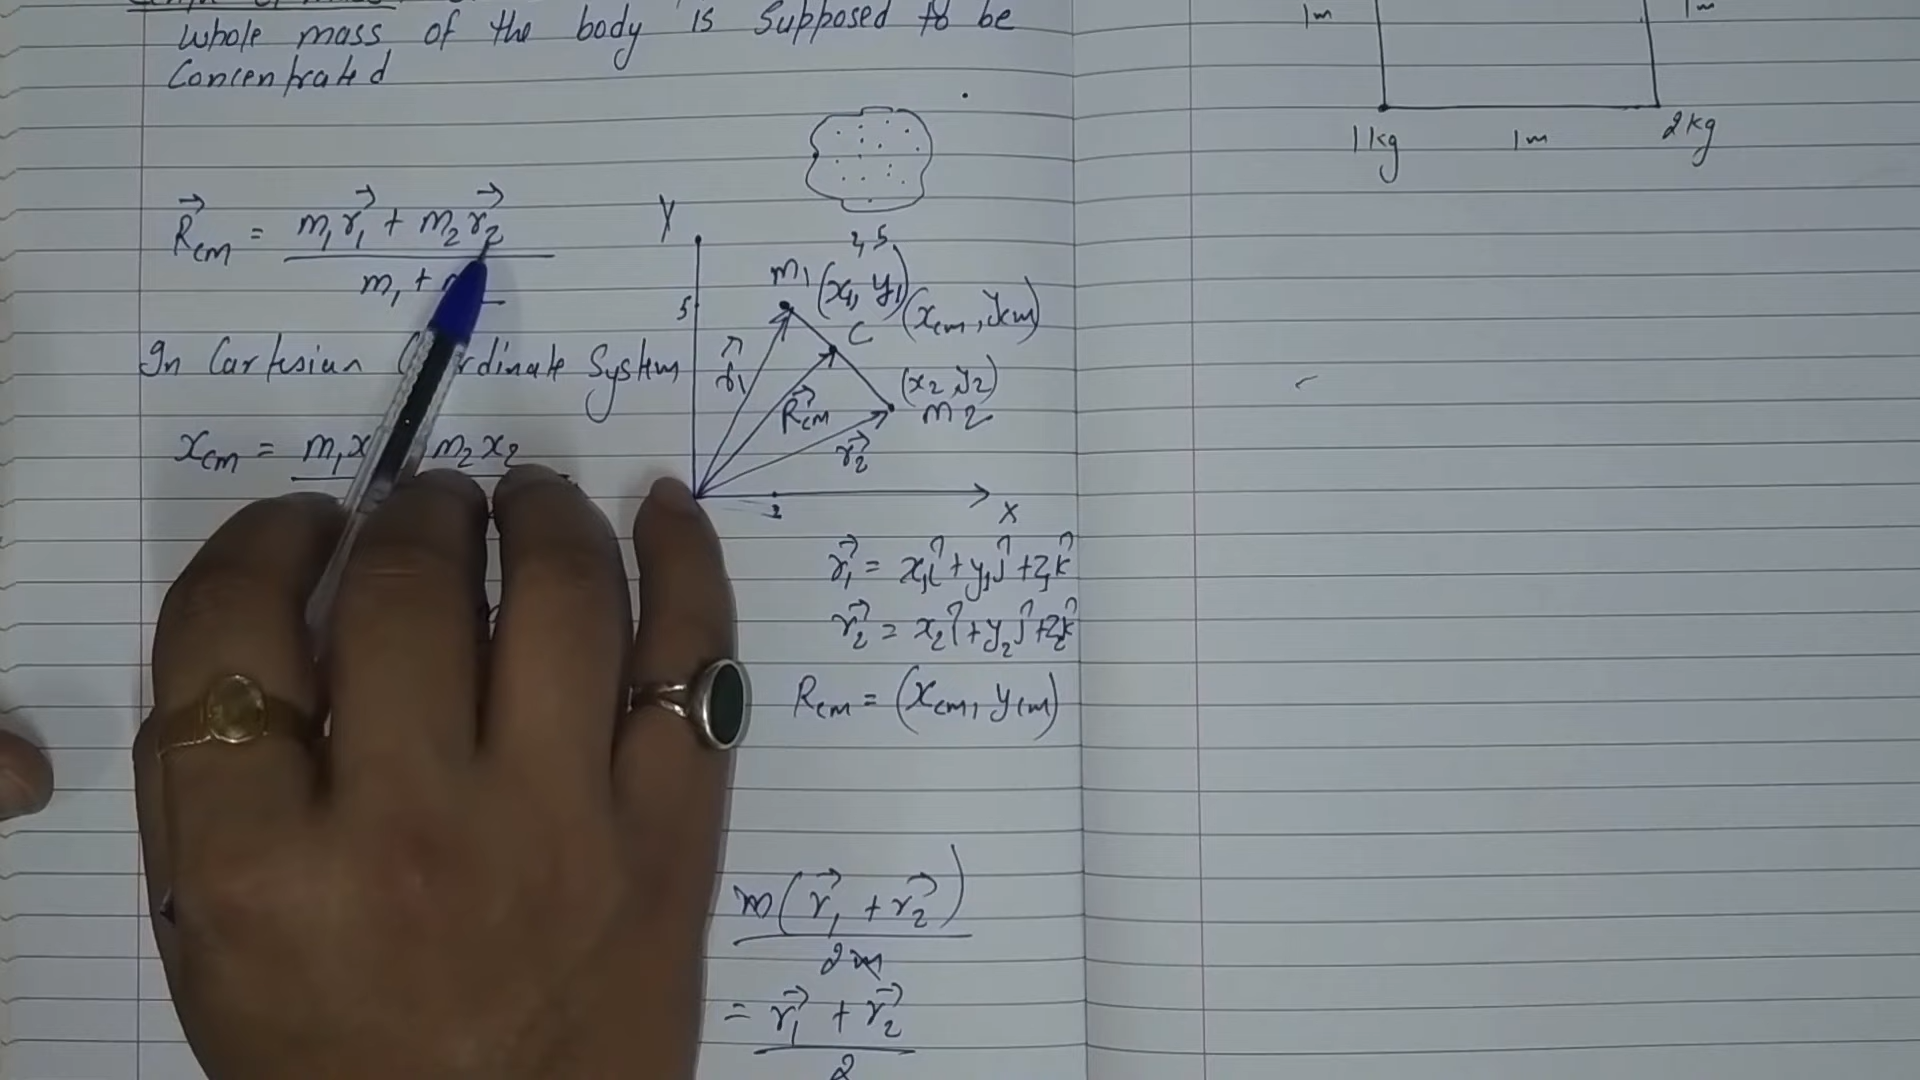 whole mass of the body is supposed to be
Concentrated
R⃗cm = m₁r⃗₁ + m₂r⃗₂
m₁ +
In Cartesian System
xcm = m₁x m₂x₂
Y
5
2,5
m₁ (x₁, y₁)
C (xcm, ycm)
(x₂, y₂)
m₂
r⃗₁
R⃗cm
r⃗₂
2
X
r⃗₁ = x₁î + y₁ĵ + z₁k̂
r⃗₂ = x₂î + y₂ĵ + z₂k̂
Rcm = (xcm, ycm)
m(r⃗₁ + r⃗₂)
2m
= r⃗₁ + r⃗₂
2
1m
1m
1kg 1m 2kg